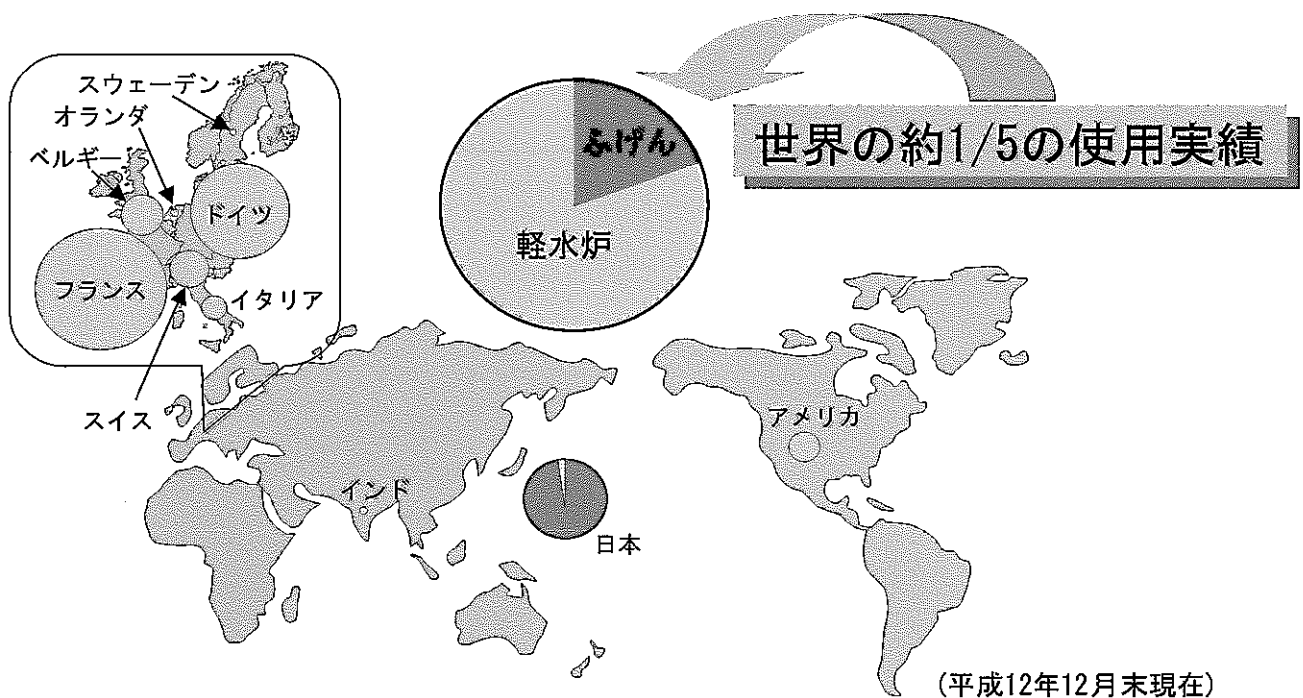 スウェーデン
オランダ
ベルギー
ドイツ
フランス
イタリア
スイス
ふげん
軽水炉
世界の約1/5の使用実績
アメリカ
インド
日本
(平成12年12月末現在)